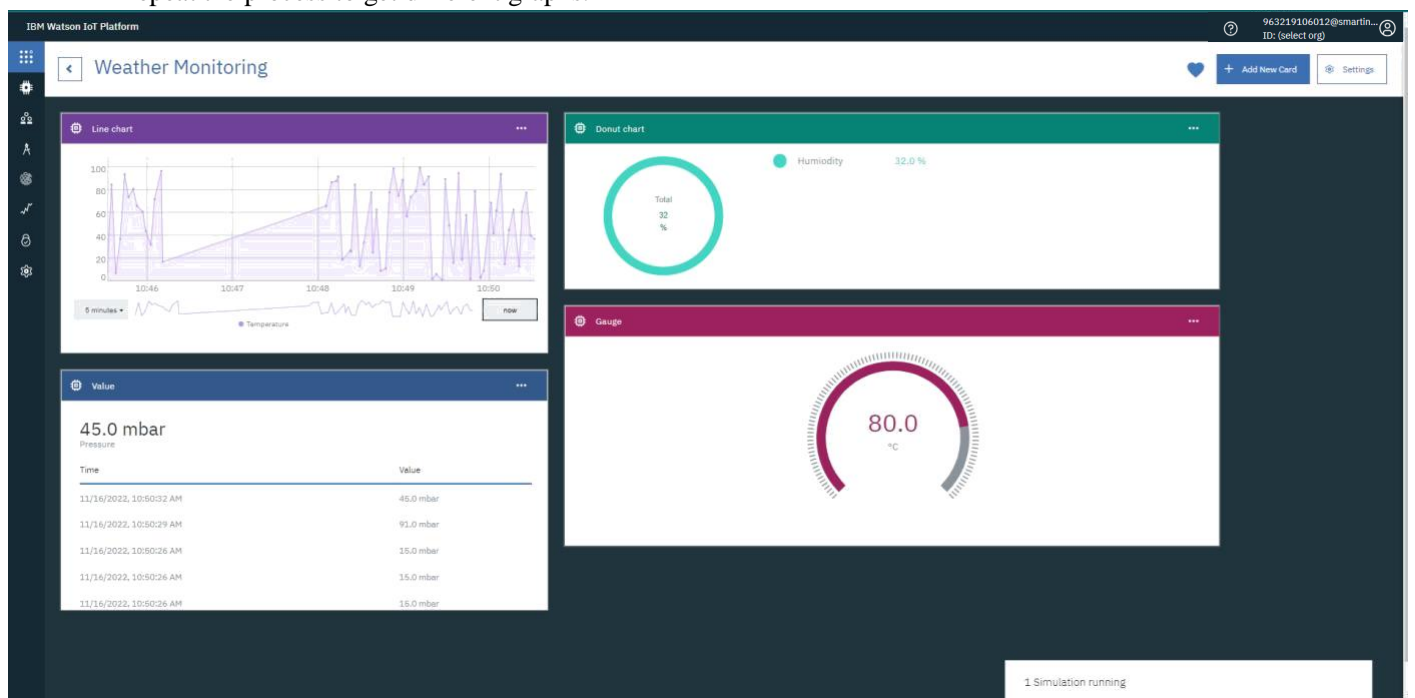 IBM Watson IoT Platform
963219106012@smartin...
ID: (select org)
Weather Monitoring
+ Add New Card
Settings
Line chart
100
80
60
40
20
0
10:46 10:47 10:48 10:49 10:50
5 minutes
now
Temperature
Donut chart
Total
32
%
Humiodity 32.0 %
Gauge
80.0
°C
Value
45.0 mbar
Pressure
Time Value
11/16/2022, 10:50:32 AM 45.0 mbar
11/16/2022, 10:50:29 AM 91.0 mbar
11/16/2022, 10:50:26 AM 15.0 mbar
11/16/2022, 10:50:26 AM 15.0 mbar
11/16/2022, 10:50:26 AM 15.0 mbar
1 Simulation running